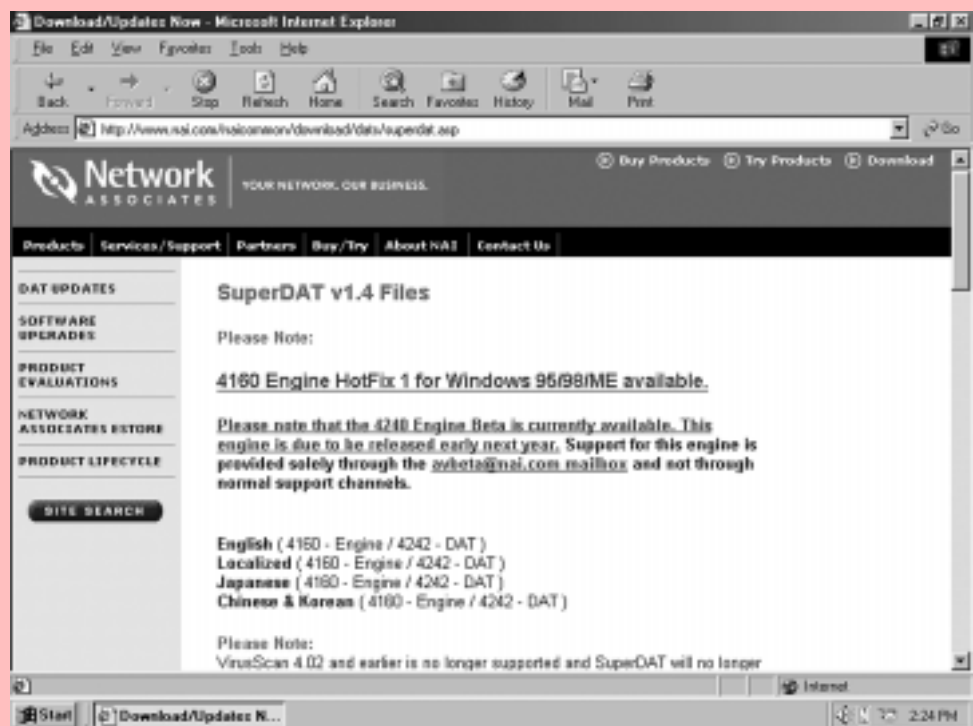 Download/Updates Now - Microsoft Internet Explorer
File Edit View Favorites Tools Help
Back Forward Stop Refresh Home Search Favorites History Mail Print
Address http://www.nai.com/naicommon/download/dats/superdat.asp Go
Network
ASSOCIATES
YOUR NETWORK. OUR BUSINESS.
Buy Products Try Products Download
Products Services/Support Partners Buy/Try About NAI Contact Us
DAT UPDATES
SOFTWARE
UPGRADES
PRODUCT
EVALUATIONS
NETWORK
ASSOCIATES ESTORE
PRODUCT LIFECYCLE
SITE SEARCH
SuperDAT v1.4 Files
Please Note:
4160 Engine HotFix 1 for Windows 95/98/ME available.
Please note that the 4240 Engine Beta is currently available. This
engine is due to be released early next year. Support for this engine is
provided solely through the avbeta@nai.com mailbox and not through
normal support channels.
English ( 4160 - Engine / 4242 - DAT )
Localized ( 4160 - Engine / 4242 - DAT )
Japanese ( 4160 - Engine / 4242 - DAT )
Chinese & Korean ( 4160 - Engine / 4242 - DAT )
Please Note:
VirusScan 4.02 and earlier is no longer supported and SuperDAT will no longer
Internet
Start Download/Updates N... 2:24 PM